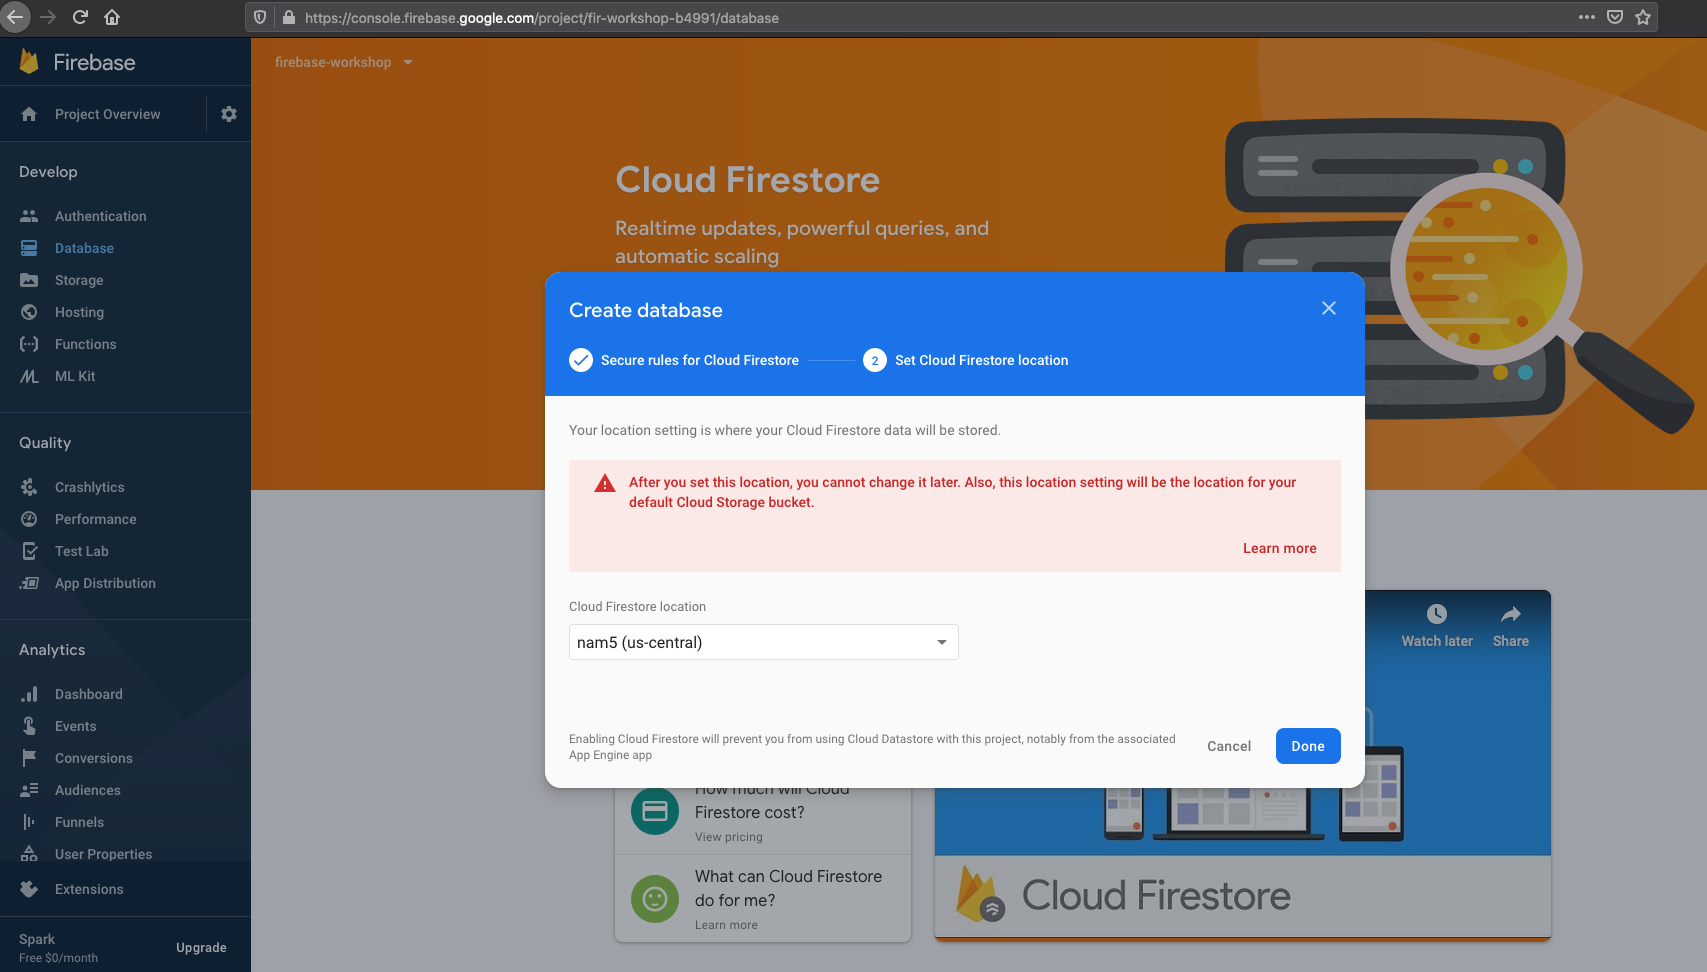 https://console.firebase.google.com/project/fir-workshop-b4991/database
Firebase
firebase-workshop
Project Overview
Develop
Authentication
Database
Storage
Hosting
Functions
ML Kit
Quality
Crashlytics
Performance
Test Lab
App Distribution
Analytics
Dashboard
Events
Conversions
Audiences
Funnels
User Properties
Extensions
Spark
Free $0/month
Upgrade
Cloud Firestore
Realtime updates, powerful queries, and
automatic scaling
Create database
Secure rules for Cloud Firestore
2
Set Cloud Firestore location
Your location setting is where your Cloud Firestore data will be stored.
After you set this location, you cannot change it later. Also, this location setting will be the location for your
default Cloud Storage bucket.
Learn more
Cloud Firestore location
nam5 (us-central)
Enabling Cloud Firestore will prevent you from using Cloud Datastore with this project, notably from the associated
App Engine app
Cancel
Done
Watch later
Share
How much will Cloud
Firestore cost?
View pricing
What can Cloud Firestore
do for me?
Learn more
Cloud Firestore